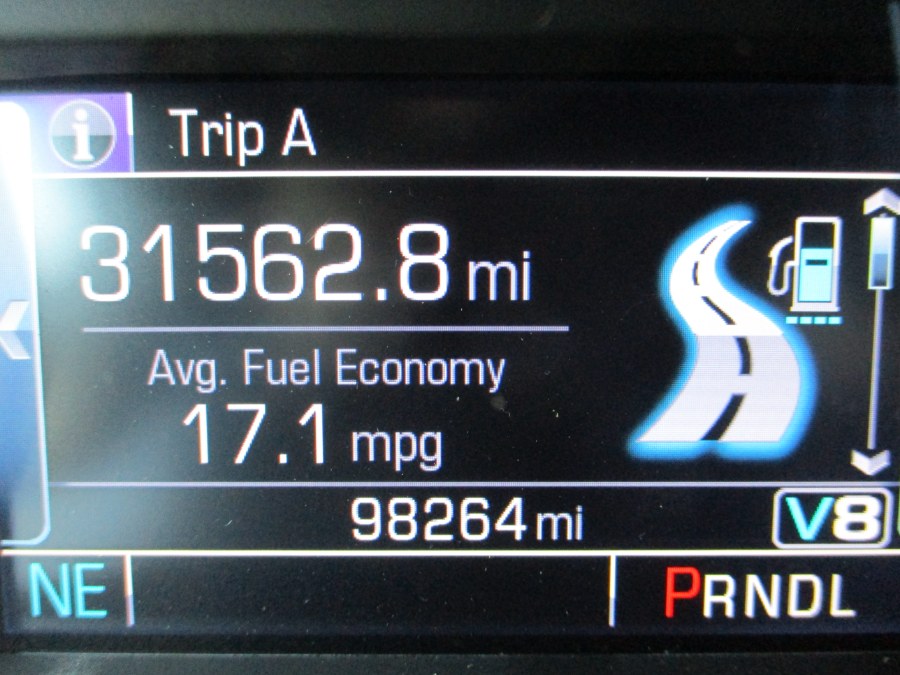 i Trip A
31562.8 mi
Avg. Fuel Economy
17.1 mpg
98264 mi V8
NE PRNDL